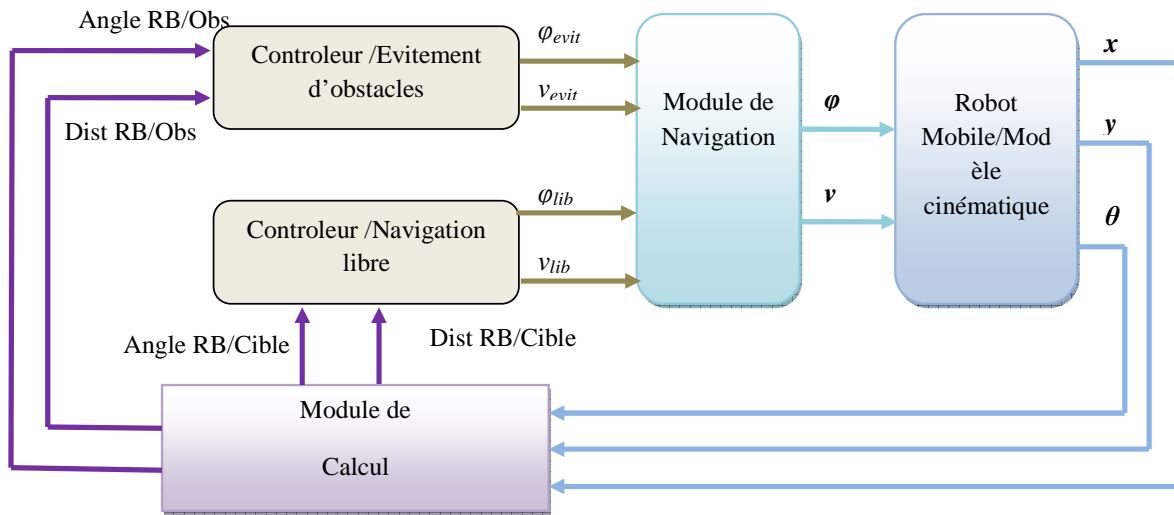 Angle RB/Obs
Controleur /Evitement
d'obstacles
Dist RB/Obs
φevit
vevit
Controleur /Navigation
libre
φlib
vlib
Module de
Navigation
φ
v
Robot
Mobile/Mod
èle
cinématique
x
y
θ
Angle RB/Cible
Dist RB/Cible
Module de
Calcul